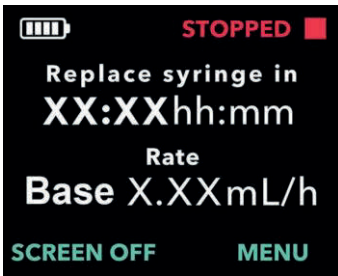 STOPPED
Replace syringe in
XX:XXhh:mm
Rate
Base X.XXmL/h
SCREEN OFF MENU